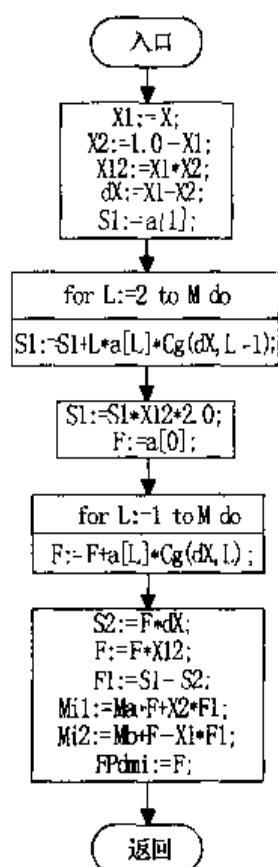 入口
X1:=X;
X2:=1.0-X1;
X12:=X1*X2;
dX:=X1-X2;
S1:=a[1];
for L:=2 to M do
S1:=S1+L*a[L]*Cg(dX,L-1);
S1:=S1*X12*2.0;
F:=a[0];
for L:=1 to M do
F:=F+a[L]*Cg(dX,L);
S2:=F*dX;
F:=F*X12;
F1:=S1-S2;
Mi1:=Ma+F+X2*F1;
Mi2:=Mb+F-X1*F1;
FPdmi:=F;
返回